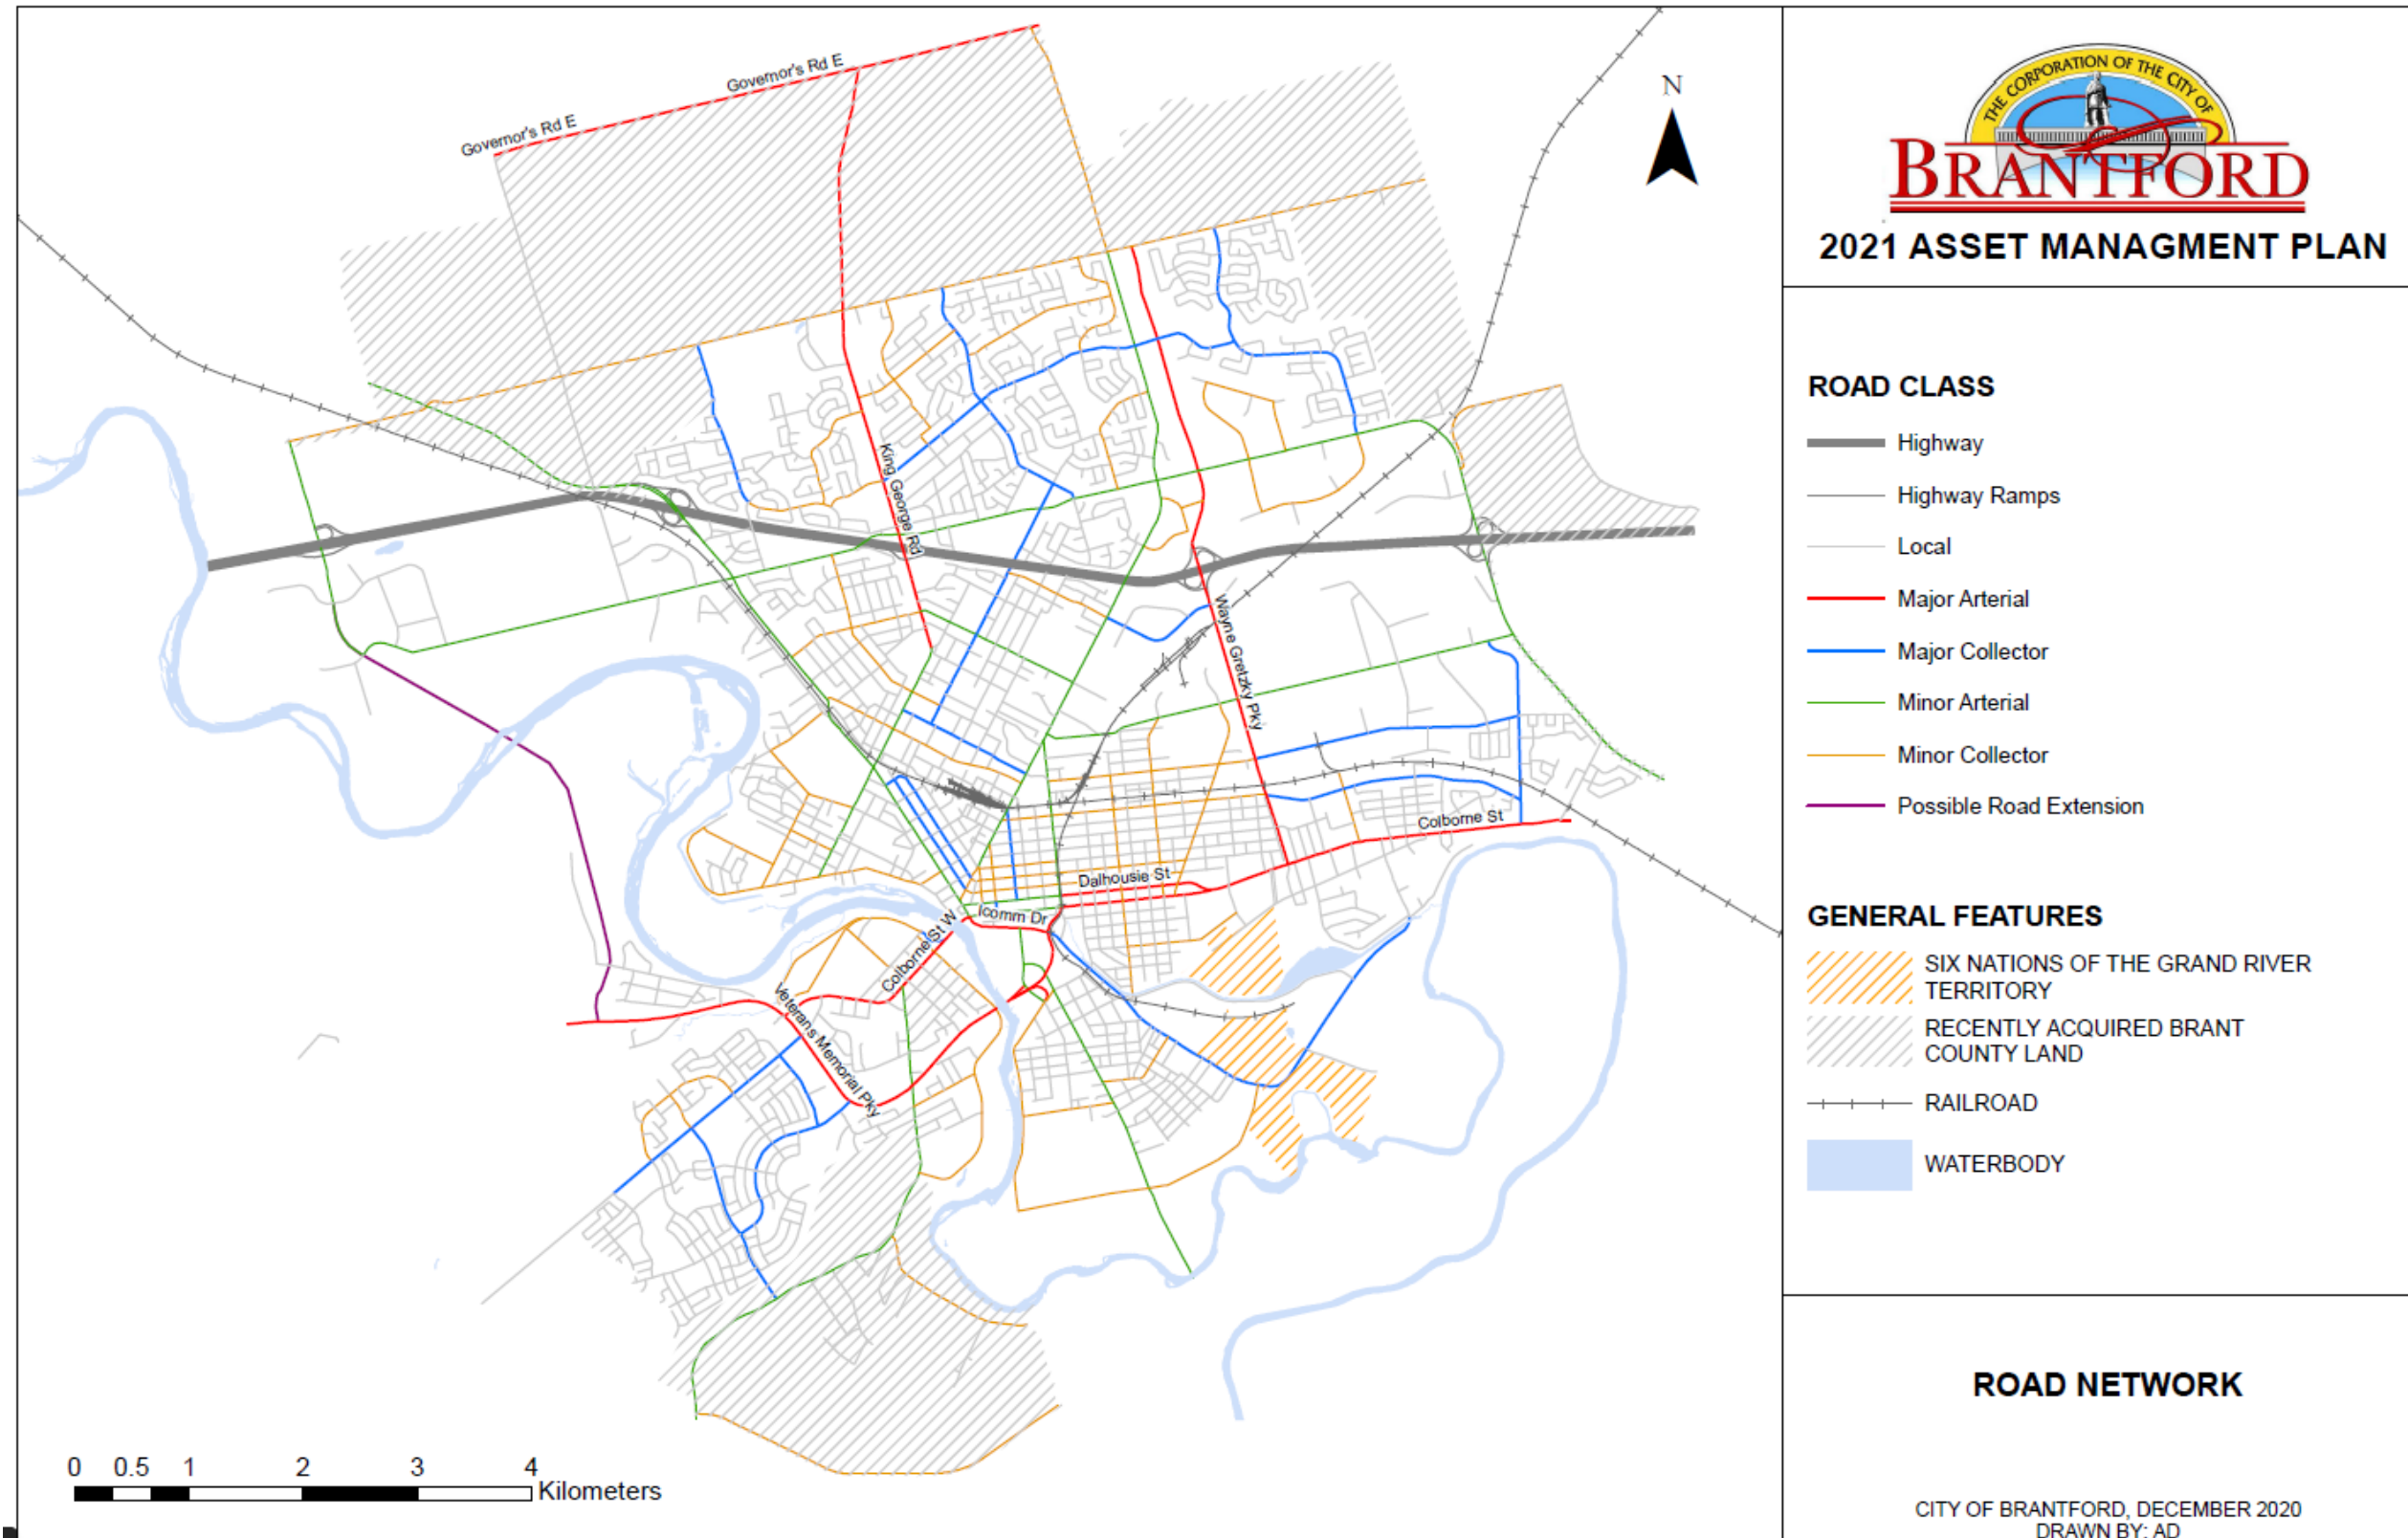 Governor's Rd E
Governor's Rd E
N
King George Rd
Wayne Gretzky Pky
Colborne St
Dalhousie St
Icomm Dr
Colborne St W
Veterans Memorial Pky
0 0.5 1 2 3 4
Kilometers
THE CORPORATION OF THE CITY OF
BRANTFORD
2021 ASSET MANAGMENT PLAN
ROAD CLASS
Highway
Highway Ramps
Local
Major Arterial
Major Collector
Minor Arterial
Minor Collector
Possible Road Extension
GENERAL FEATURES
SIX NATIONS OF THE GRAND RIVER
TERRITORY
RECENTLY ACQUIRED BRANT
COUNTY LAND
RAILROAD
WATERBODY
ROAD NETWORK
CITY OF BRANTFORD, DECEMBER 2020
DRAWN BY: AD